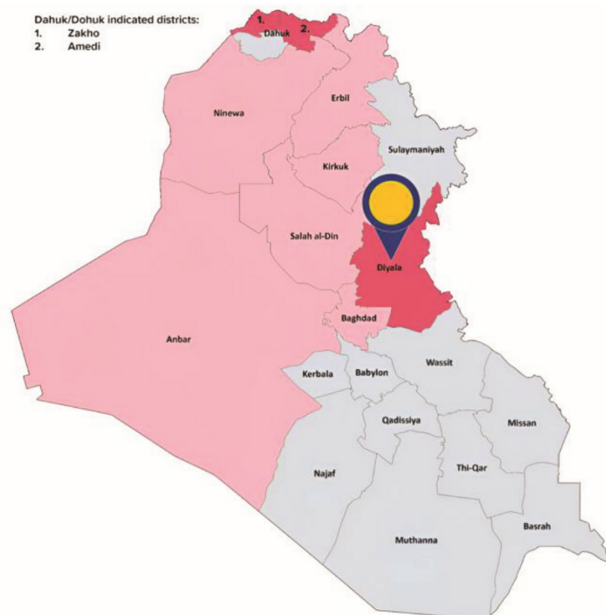 Dahuk/Dohuk indicated districts:
1. Zakho
2. Amedi
1.
2.
Dahuk
Ninewa
Erbil
Sulaymaniyah
Kirkuk
Salah al-Din
Diyala
Baghdad
Anbar
Wassit
Kerbala
Babylon
Qadissiya
Missan
Najaf
Thi-Qar
Basrah
Muthanna